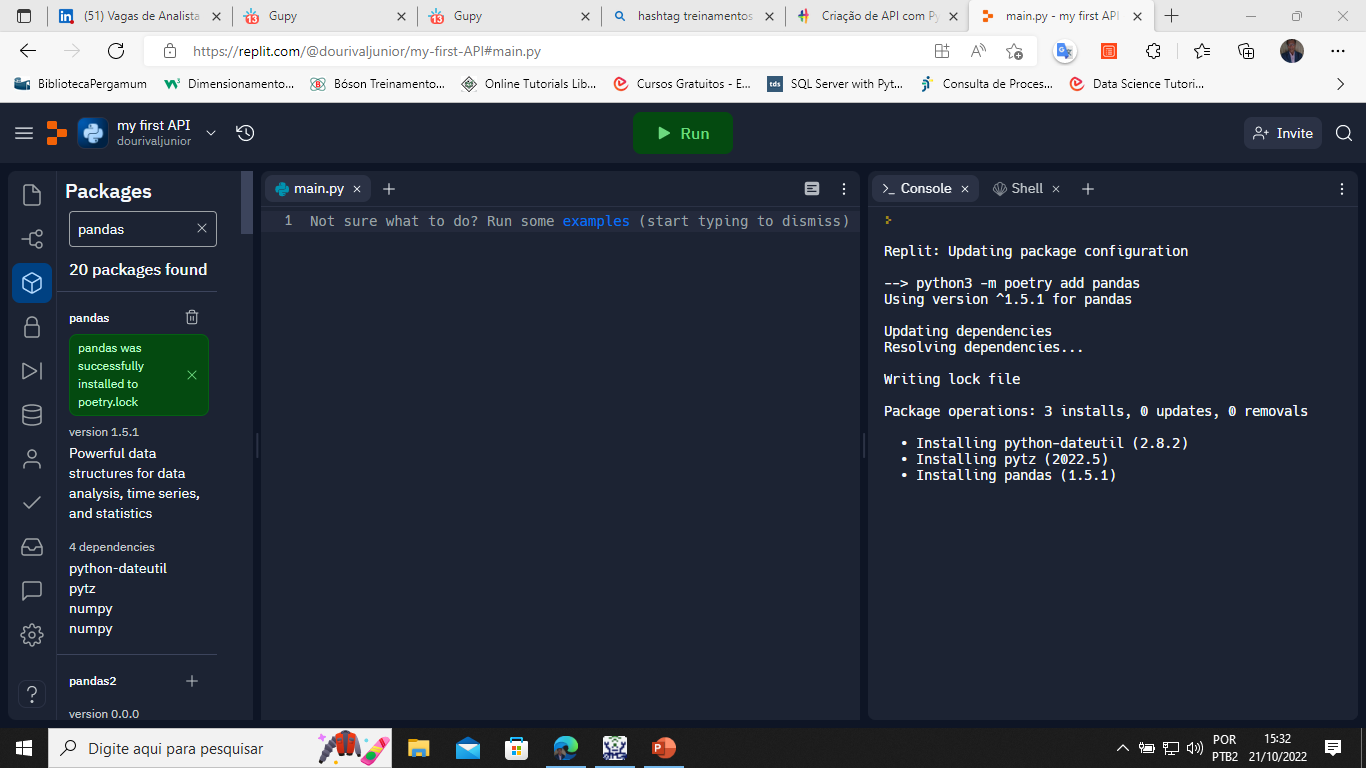 (51) Vagas de Analista
Gupy
Gupy
hashtag treinamentos
Criação de API com Py
main.py - my first API
https://replit.com/@dourivaljunior/my-first-API#main.py
BibliotecaPergamum
Dimensionamento...
Bóson Treinamento...
Online Tutorials Lib...
Cursos Gratuitos - E...
SQL Server with Pyt...
Consulta de Proces...
Data Science Tutori...
my first API
dourivaljunior
Run
Invite
Packages
pandas
20 packages found
pandas
pandas was
successfully
installed to
poetry.lock
version 1.5.1
Powerful data
structures for data
analysis, time series,
and statistics
4 dependencies
python-dateutil
pytz
numpy
numpy
pandas2
version 0.0.0
main.py
1 Not sure what to do? Run some examples (start typing to dismiss)
Console
Shell
Replit: Updating package configuration
--> python3 -m poetry add pandas
Using version ^1.5.1 for pandas
Updating dependencies
Resolving dependencies...
Writing lock file
Package operations: 3 installs, 0 updates, 0 removals
• Installing python-dateutil (2.8.2)
• Installing pytz (2022.5)
• Installing pandas (1.5.1)
Digite aqui para pesquisar
POR
PTB2
15:32
21/10/2022